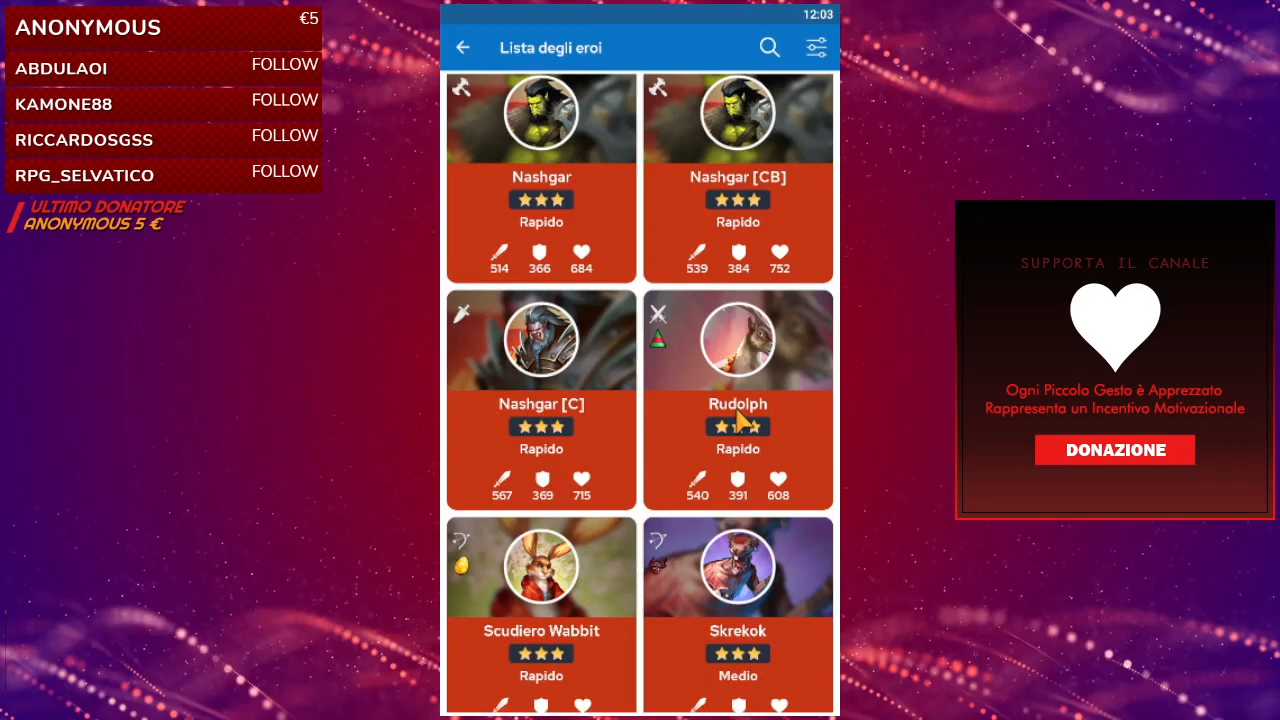 ANONYMOUS €5
ABDULAOI FOLLOW
KAMONE88 FOLLOW
RICCARDOSGSS FOLLOW
RPG_SELVATICO FOLLOW
ULTIMO DONATORE
ANONYMOUS 5 €
12:03
Lista degli eroi
Nashgar
Rapido
514 366 684
Nashgar [CB]
Rapido
539 384 752
Nashgar [C]
Rapido
567 369 715
Rudolph
Rapido
540 391 608
Scudiero Wabbit
Rapido
Skrekok
Medio
SUPPORTA IL CANALE
Ogni Piccolo Gesto è Apprezzato
Rappresenta un Incentivo Motivazionale
DONAZIONE